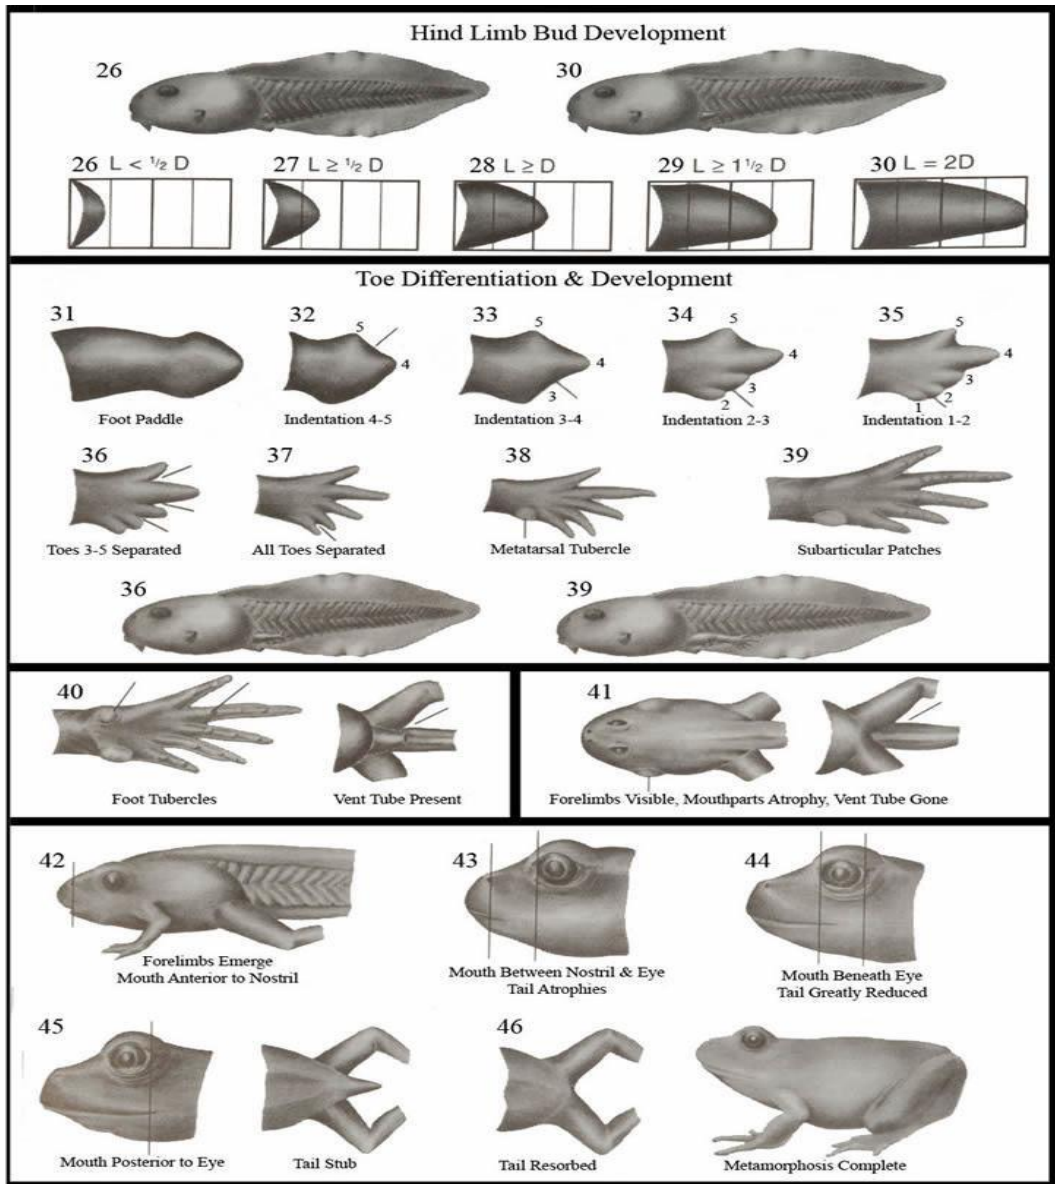 Hind Limb Bud Development
26
30
26 L < 1/2 D
27 L ≥ 1/2 D
28 L ≥ D
29 L ≥ 1 1/2 D
30 L = 2D
Toe Differentiation & Development
31
Foot Paddle
32
5
4
Indentation 4-5
33
5
4
3
Indentation 3-4
34
5
4
3
2
Indentation 2-3
35
5
4
3
2
1
Indentation 1-2
36
Toes 3-5 Separated
37
All Toes Separated
38
Metatarsal Tubercle
39
Subarticular Patches
36
39
40
Foot Tubercles
Vent Tube Present
41
Forelimbs Visible, Mouthparts Atrophy, Vent Tube Gone
42
Forelimbs Emerge
Mouth Anterior to Nostril
43
Mouth Between Nostril & Eye
Tail Atrophies
44
Mouth Beneath Eye
Tail Greatly Reduced
45
Mouth Posterior to Eye
Tail Stub
46
Tail Resorbed
Metamorphosis Complete